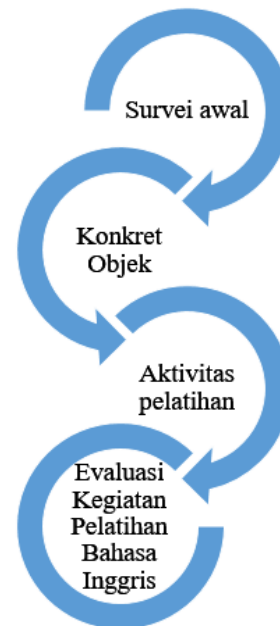 Survei awal
Konkret
Objek
Aktivitas
pelatihan
Evaluasi
Kegiatan
Pelatihan
Bahasa
Inggris